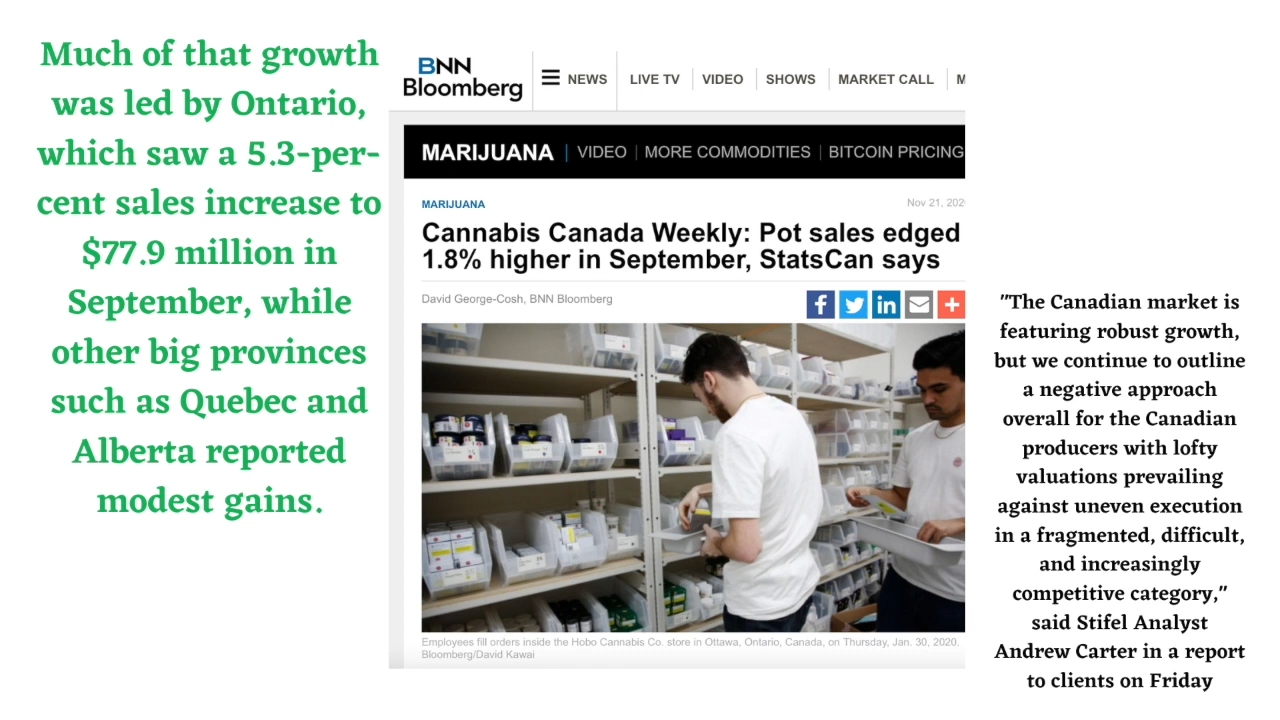 Much of that growth
was led by Ontario,
which saw a 5.3-per-
cent sales increase to
$77.9 million in
September, while
other big provinces
such as Quebec and
Alberta reported
modest gains.
BNN
Bloomberg
NEWS
LIVE TV
VIDEO
SHOWS
MARKET CALL
M
MARIJUANA | VIDEO | MORE COMMODITIES | BITCOIN PRICING
MARIJUANA
Nov 21, 202
Cannabis Canada Weekly: Pot sales edged
1.8% higher in September, StatsCan says
David George-Cosh, BNN Bloomberg
Employees fill orders inside the Hobo Cannabis Co. store in Ottawa, Ontario, Canada, on Thursday, Jan. 30, 2020.
Bloomberg/David Kawai
"The Canadian market is
featuring robust growth,
but we continue to outline
a negative approach
overall for the Canadian
producers with lofty
valuations prevailing
against uneven execution
in a fragmented, difficult,
and increasingly
competitive category,"
said Stifel Analyst
Andrew Carter in a report
to clients on Friday